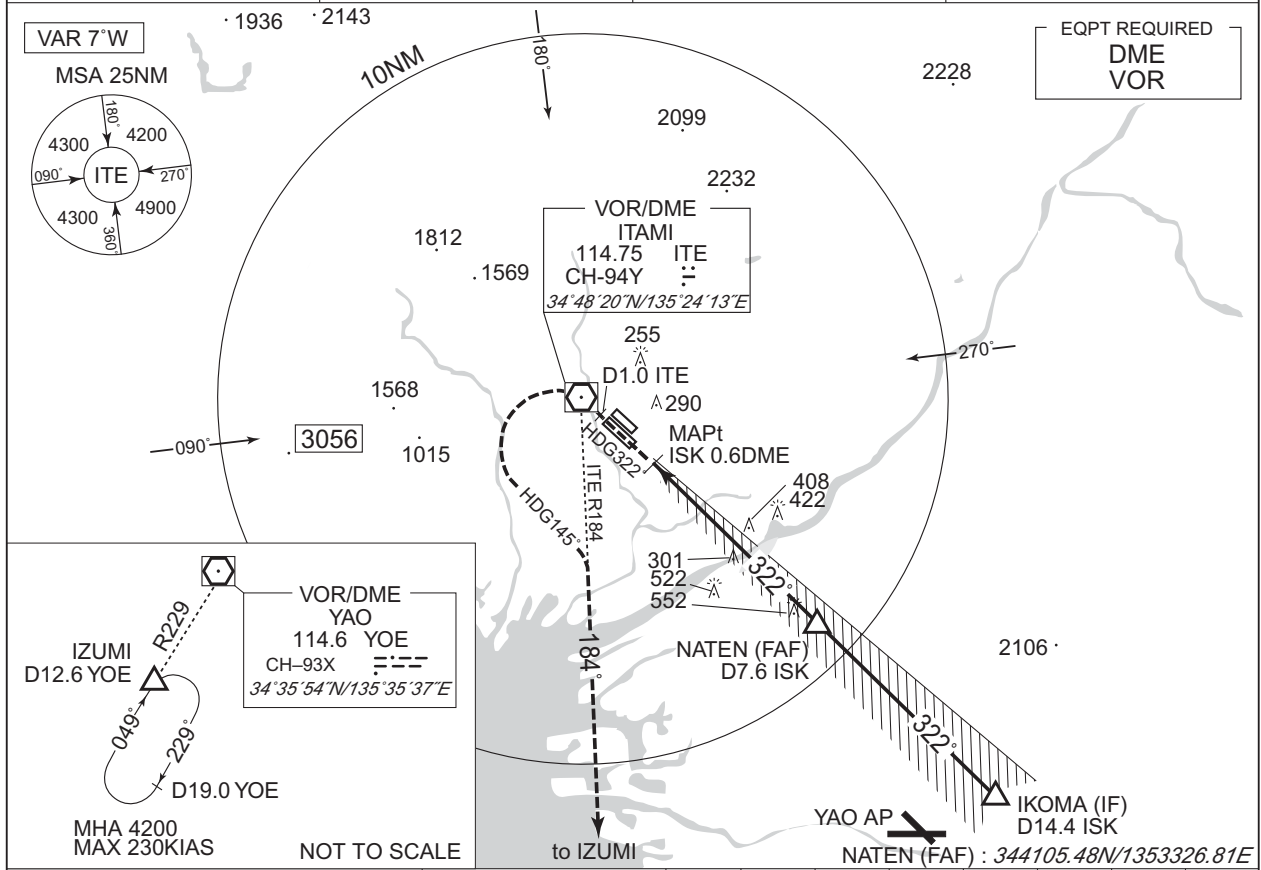 1936
2143
VAR 7°W
10NM
180°
EQPT REQUIRED
DME
VOR
MSA 25NM
2228
180°
4300
4200
090°
ITE
270°
4300
4900
360°
2099
2232
VOR/DME
ITAMI
114.75 ITE
CH-94Y
34°48´20˝N/135°24´13˝E
1812
1569
255
270°
D1.0 ITE
1568
290
090°
3056
1015
HDG322°
MAPt
ISK 0.6DME
ITE R184
408
422
HDG145°
301
522
552
322°
VOR/DME
YAO
114.6 YOE
CH–93X
34°35´54˝N/135°35´37˝E
R229
IZUMI
D12.6 YOE
184°
NATEN (FAF)
D7.6 ISK
2106
049°
229°
322°
D19.0 YOE
IKOMA (IF)
D14.4 ISK
YAO AP
MHA 4200
MAX 230KIAS
NOT TO SCALE
to IZUMI
NATEN (FAF) : 344105.48N/1353326.81E